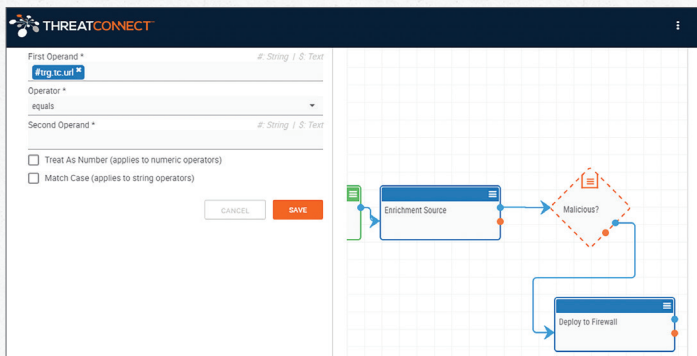 THREATCONNECT
First Operand * #: String | $: Text
#trg.tc.url ×
Operator *
equals
Second Operand * #: String | $: Text
Treat As Number (applies to numeric operators)
Match Case (applies to string operators)
CANCEL SAVE
Enrichment Source
Malicious?
Deploy to Firewall